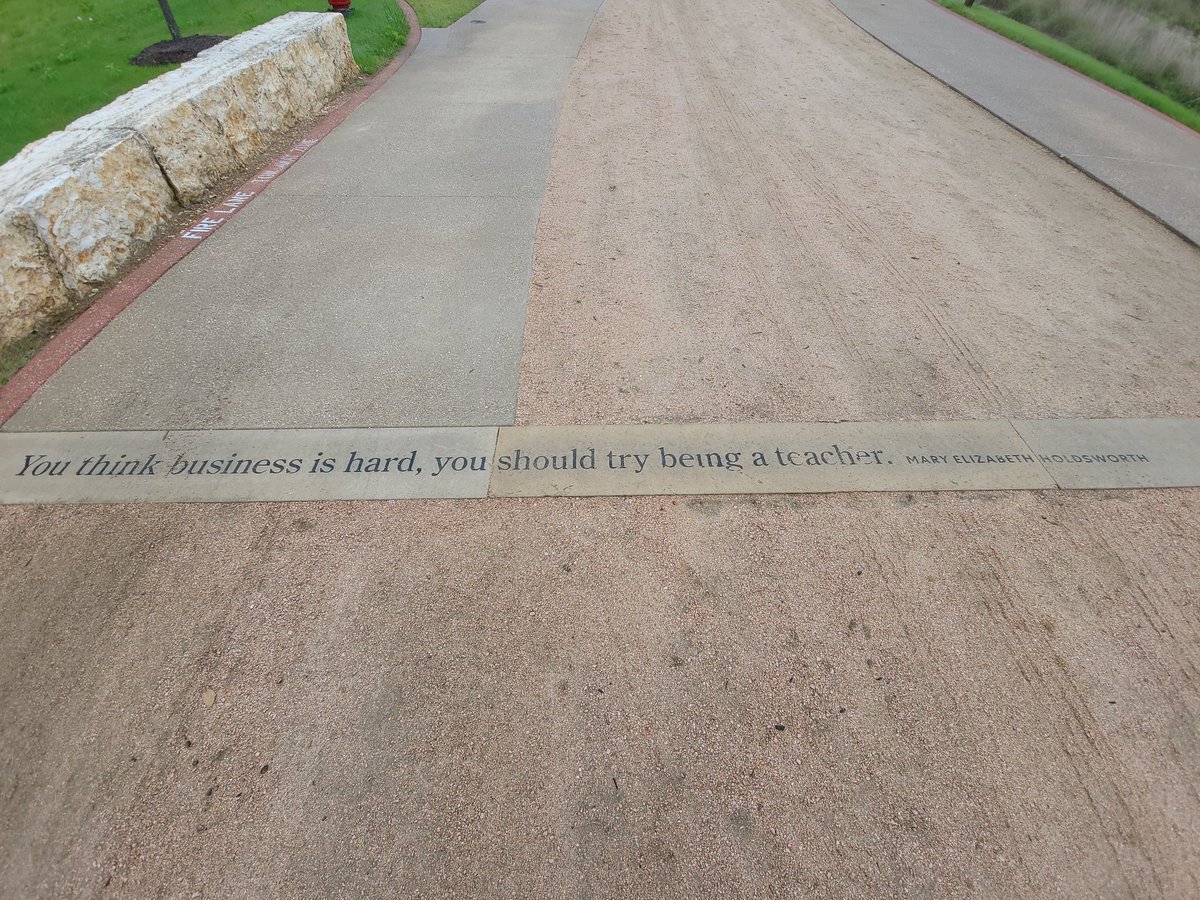 FIRE LANE
You think business is hard, you should try being a teacher. MARY ELIZABETH HOLDSWORTH